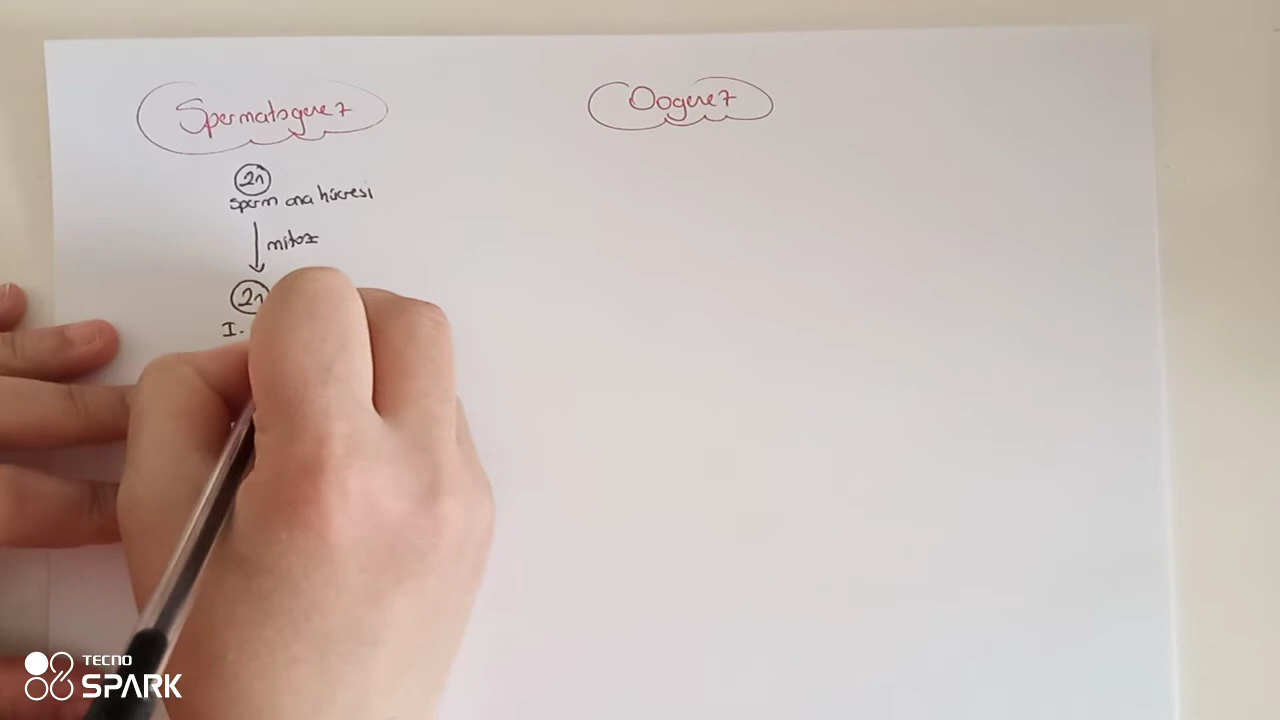 Spermatogenez
Oogenez
2n
Sperm ana hücresi
mitoz
2n
I.
TECNO
SPARK